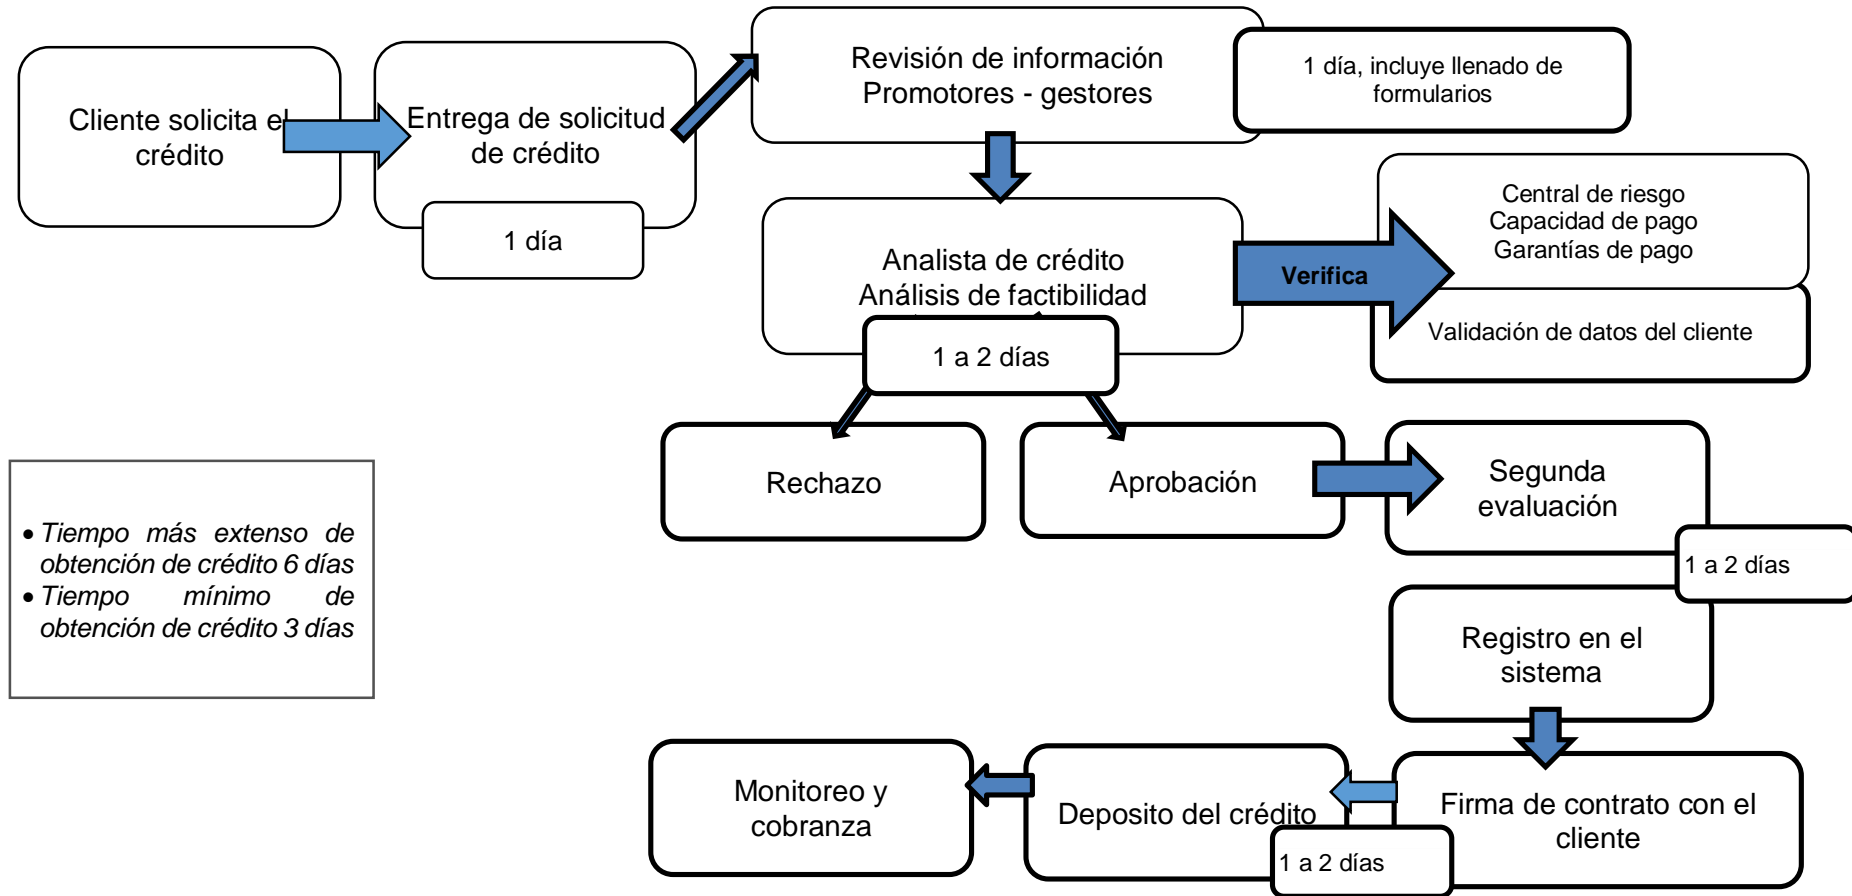 Cliente solicita el
crédito
Entrega de solicitud
de crédito
1 día
Revisión de información
Promotores - gestores
1 día, incluye llenado de
formularios
Analista de crédito
Análisis de factibilidad
1 a 2 días
Verifica
Central de riesgo
Capacidad de pago
Garantías de pago
Validación de datos del cliente
Rechazo
Aprobación
Segunda
evaluación
1 a 2 días
• Tiempo más extenso de
obtención de crédito 6 días
• Tiempo mínimo de
obtención de crédito 3 días
Registro en el
sistema
Firma de contrato con el
cliente
Deposito del crédito
1 a 2 días
Monitoreo y
cobranza